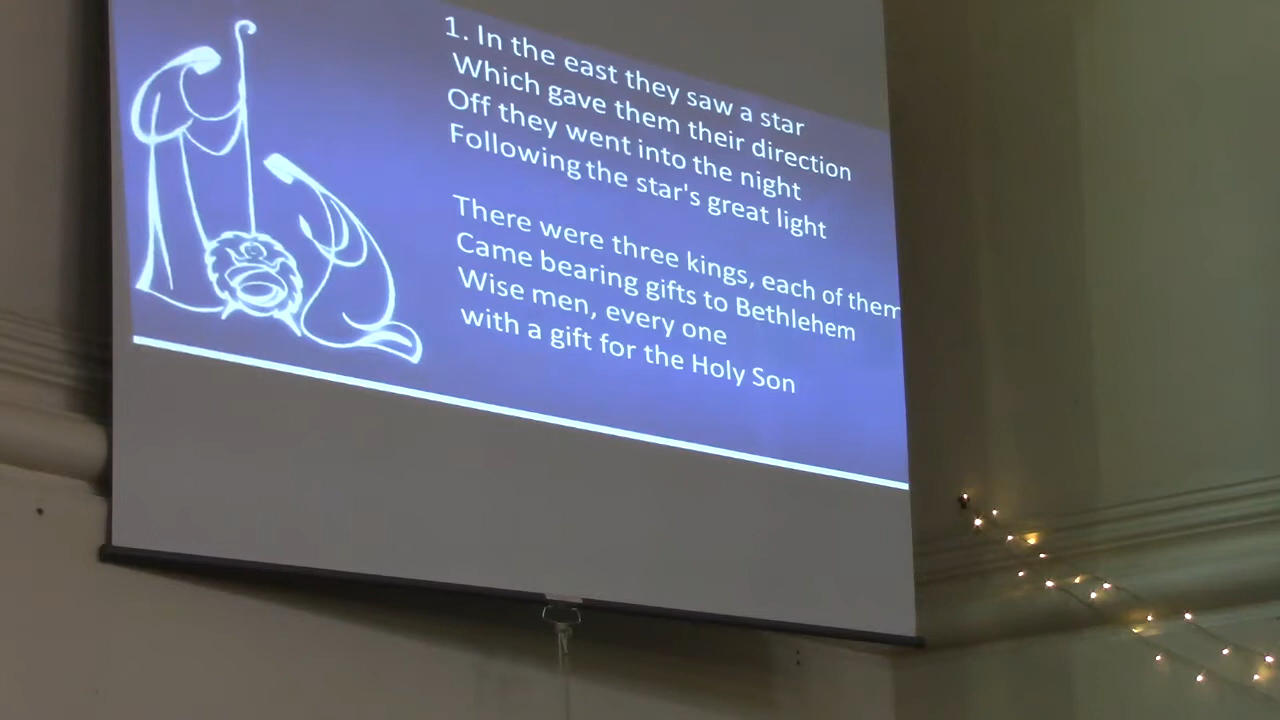 1. In the east they saw a star
Which gave them their direction
Off they went into the night
Following the star's great light
There were three kings, each of them
Came bearing gifts to Bethlehem
Wise men, every one
with a gift for the Holy Son